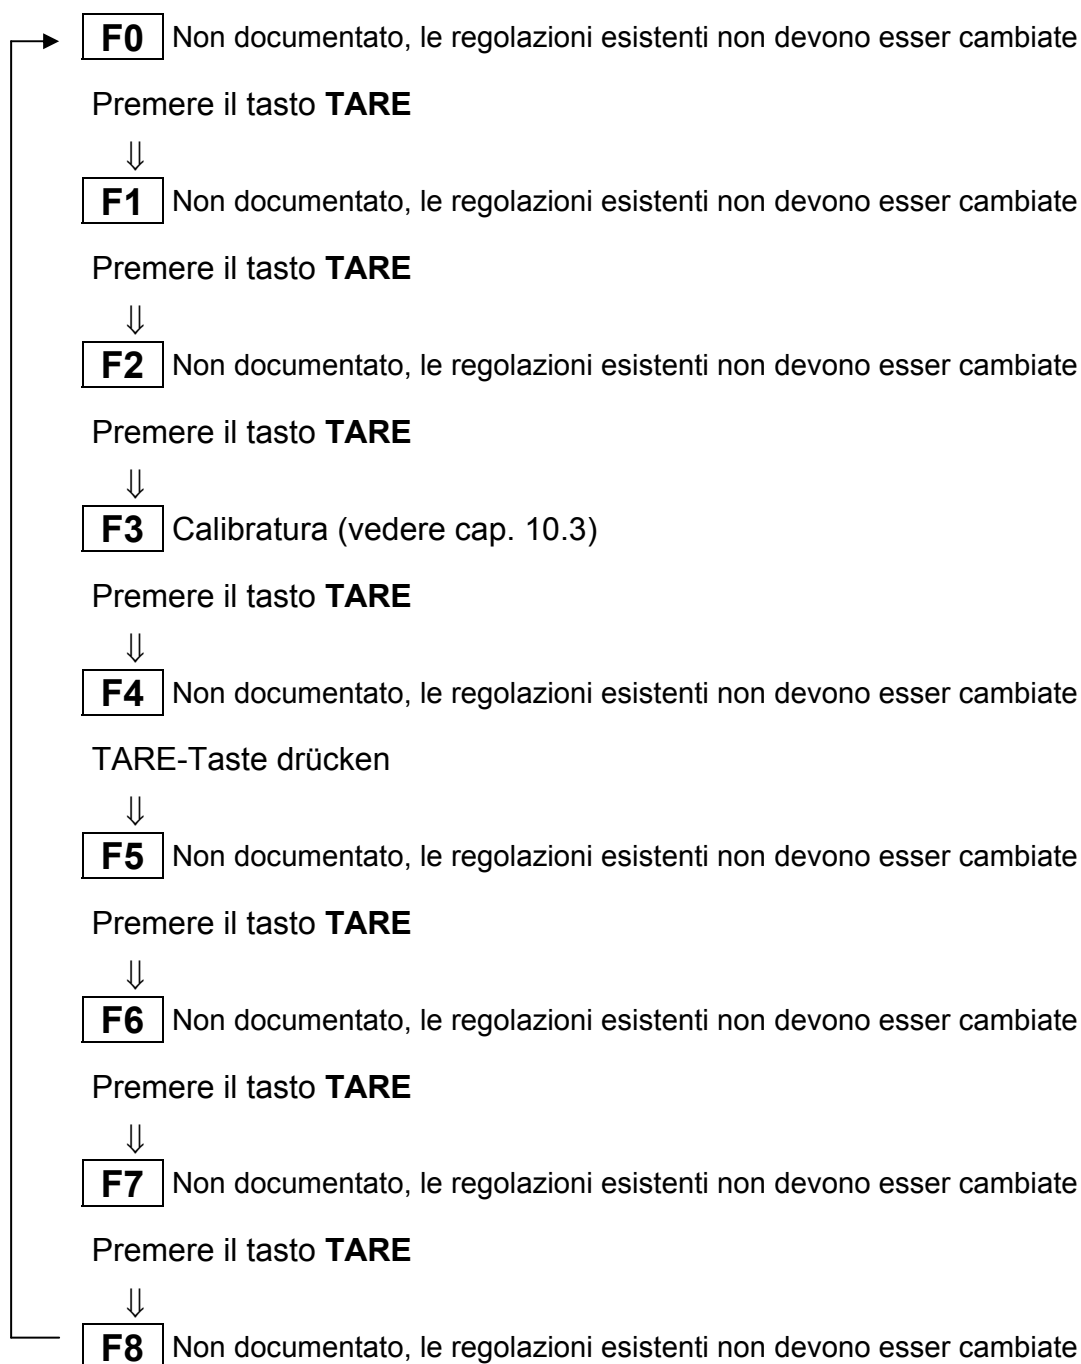 F0 Non documentato, le regolazioni esistenti non devono esser cambiate
Premere il tasto TARE
⇓
F1 Non documentato, le regolazioni esistenti non devono esser cambiate
Premere il tasto TARE
⇓
F2 Non documentato, le regolazioni esistenti non devono esser cambiate
Premere il tasto TARE
⇓
F3 Calibratura (vedere cap. 10.3)
Premere il tasto TARE
⇓
F4 Non documentato, le regolazioni esistenti non devono esser cambiate
TARE-Taste drücken
⇓
F5 Non documentato, le regolazioni esistenti non devono esser cambiate
Premere il tasto TARE
⇓
F6 Non documentato, le regolazioni esistenti non devono esser cambiate
Premere il tasto TARE
⇓
F7 Non documentato, le regolazioni esistenti non devono esser cambiate
Premere il tasto TARE
⇓
F8 Non documentato, le regolazioni esistenti non devono esser cambiate